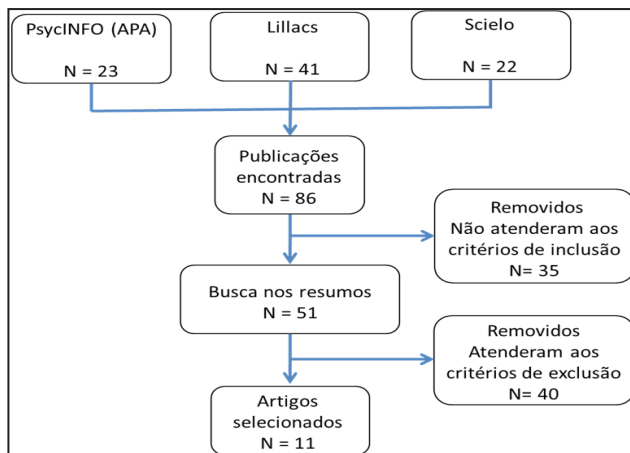 PsycINFO (APA)
N = 23
Lillacs
N = 41
Scielo
N = 22
Publicações
encontradas
N = 86
Removidos
Não atenderam aos
critérios de inclusão
N= 35
Busca nos resumos
N = 51
Removidos
Atenderam aos
critérios de exclusão
N= 40
Artigos
selecionados
N = 11